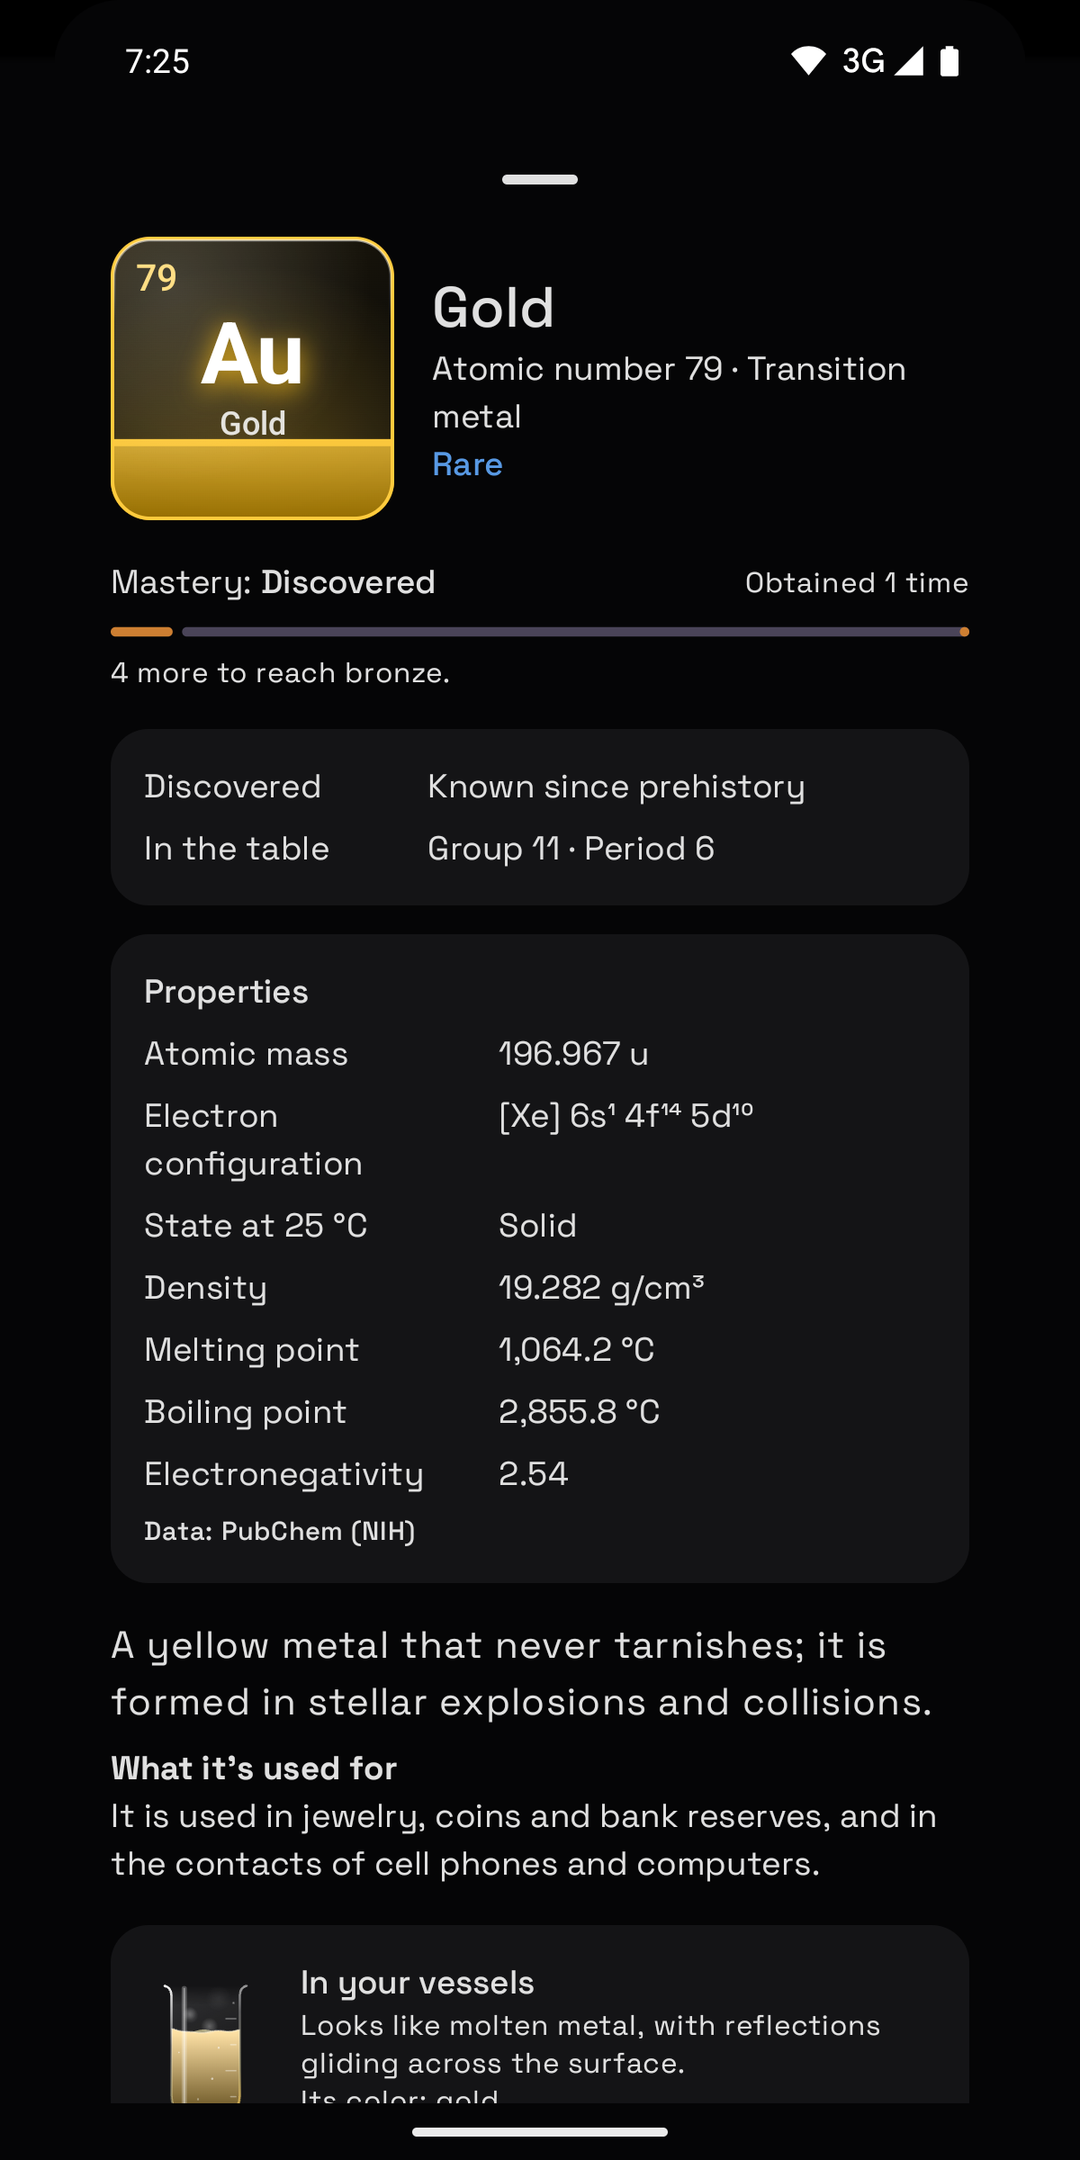 7:25
3G
79
Au
Gold
Gold
Atomic number 79 · Transition
metal
Rare
Mastery: Discovered
Obtained 1 time
4 more to reach bronze.
Discovered
Known since prehistory
In the table
Group 11 · Period 6
Properties
Atomic mass
196.967 u
Electron
configuration
[Xe] 6s¹ 4f¹⁴ 5d¹⁰
State at 25 °C
Solid
Density
19.282 g/cm³
Melting point
1,064.2 °C
Boiling point
2,855.8 °C
Electronegativity
2.54
Data: PubChem (NIH)
A yellow metal that never tarnishes; it is
formed in stellar explosions and collisions.
What it's used for
It is used in jewelry, coins and bank reserves, and in
the contacts of cell phones and computers.
In your vessels
Looks like molten metal, with reflections
gliding across the surface.
Its color: gold